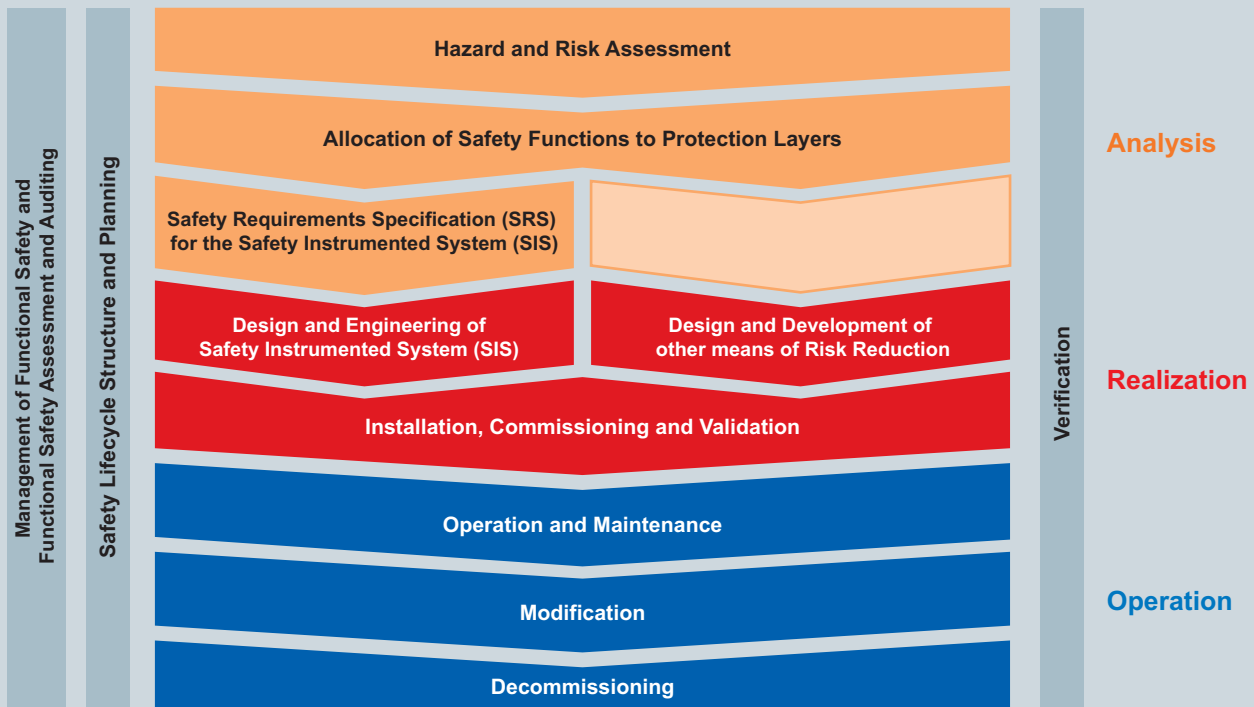 Management of Functional Safety and
Functional Safety Assessment and Auditing
Safety Lifecycle Structure and Planning
Hazard and Risk Assessment
Allocation of Safety Functions to Protection Layers
Safety Requirements Specification (SRS)
for the Safety Instrumented System (SIS)
Design and Engineering of
Safety Instrumented System (SIS)
Design and Development of
other means of Risk Reduction
Installation, Commissioning and Validation
Operation and Maintenance
Modification
Decommissioning
Verification
Analysis
Realization
Operation